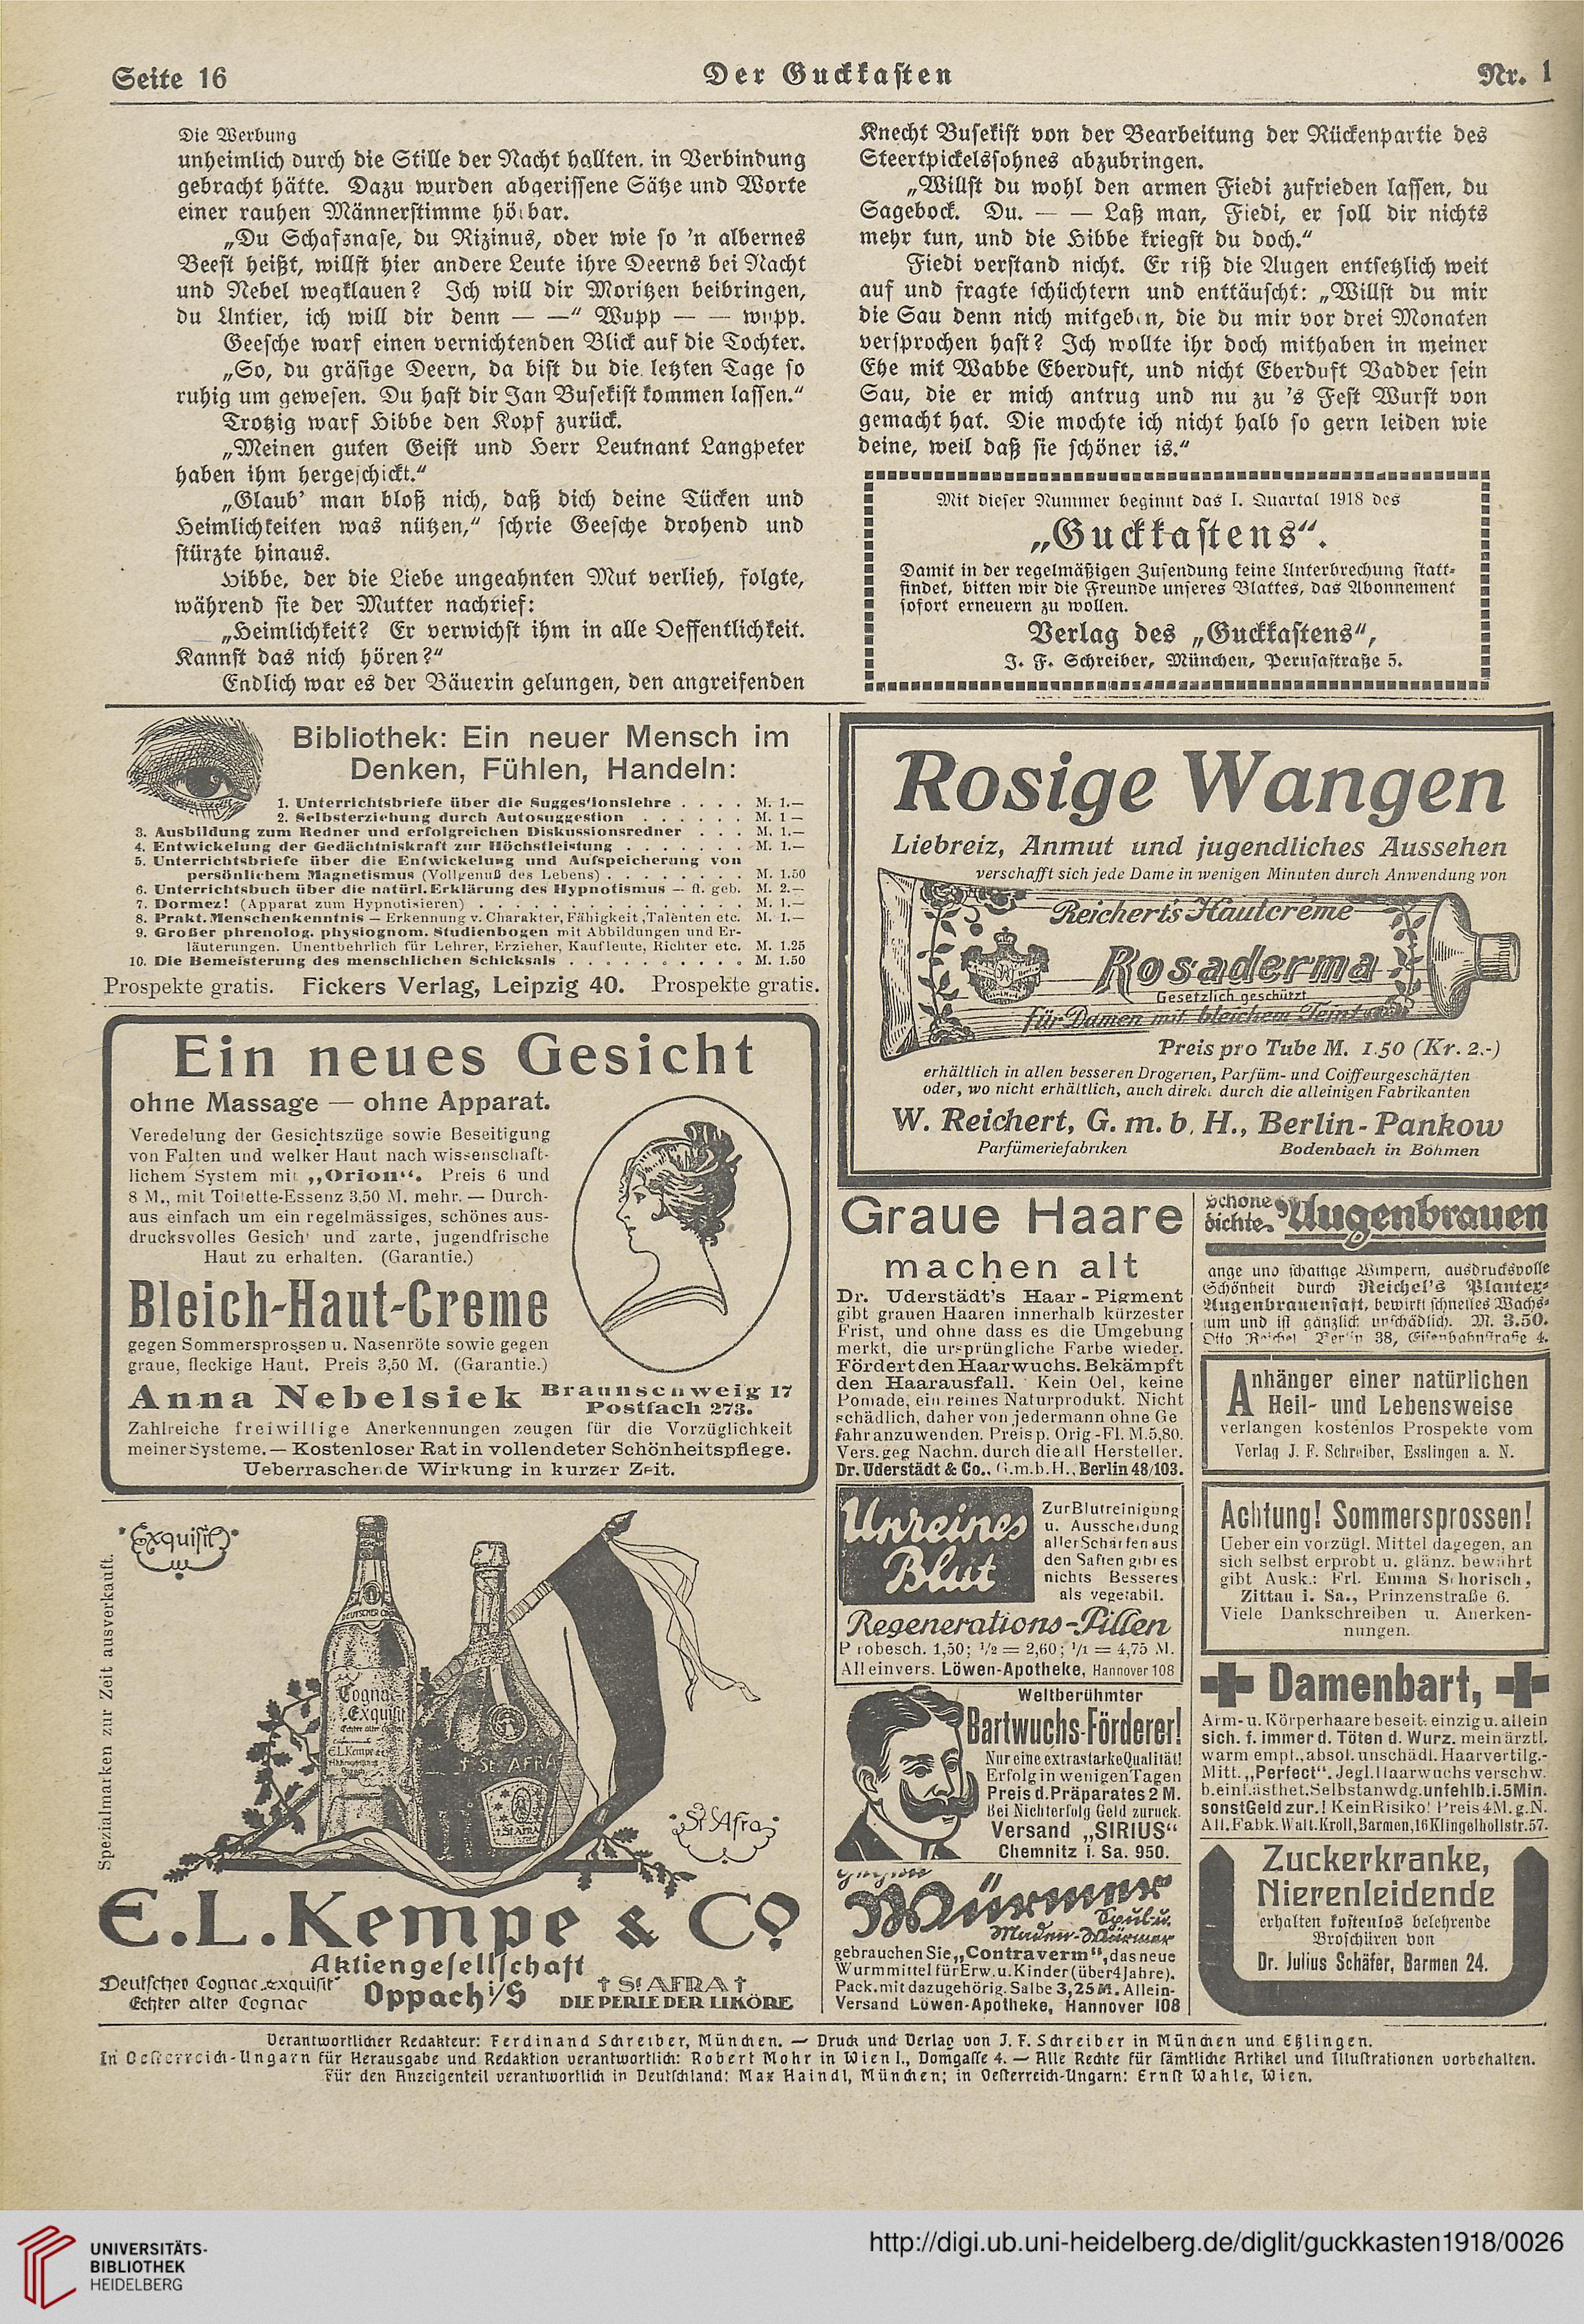 Seite 16
Der Guckkasten
Nr. 1
Die Werbung
unheimlich durch die Stille der Nacht hallten, in Verbindung
gebracht hätte. Dazu wurden abgerissene Sätze und Worte
einer rauhen Männerstimme hörbar.
„Du Schafsnase, du Rizinus, oder wie so 'n albernes
Beest heißt, willst hier andere Leute ihre Deerns bei Nacht
und Nebel wegklauen? Ich will dir Moritzen beibringen,
du Untier, ich will dir denn — —“ Wupp — — wupp.
Geesche warf einen vernichtenden Blick auf die Tochter.
„So, du gräsige Deern, da bist du die letzten Tage so
ruhig um gewesen. Du hast dir Jan Busekist kommen lassen.“
Trotzig warf Hibbe den Kopf zurück.
„Meinen guten Geist und Herr Leutnant Langpeter
haben ihm hergeschickt.“
„Glaub' man bloß nich, daß dich deine Tücken und
Heimlichkeiten was nützen,“ schrie Geesche drohend und
stürzte hinaus.
Hibbe, der die Liebe ungeahnten Mut verlieh, folgte,
während sie der Mutter nachrief:
„Heimlichkeit? Er verwichst ihm in alle Oeffentlichkeit.
Kannst das nich hören?“
Endlich war es der Bäuerin gelungen, den angreifenden
Knecht Busekist von der Bearbeitung der Rückenpartie des
Steertpickelssohnes abzubringen.
„Willst du wohl den armen Fiedi zufrieden lassen, du
Sagebock. Du. — — Laß man, Fiedi, er soll dir nichts
mehr tun, und die Hibbe kriegst du doch.“
Fiedi verstand nicht. Er riß die Augen entsetzlich weit
auf und fragte schüchtern und enttäuscht: „Willst du mir
die Sau denn nich mitgeben, die du mir vor drei Monaten
versprochen hast? Ich wollte ihr doch mithaben in meiner
Ehe mit Wabbe Eberduft, und nicht Eberduft Vadder sein
Sau, die er mich antrug und nu zu 's Fest Wurst von
gemacht hat. Die mochte ich nicht halb so gern leiden wie
deine, weil daß sie schöner is.“
Mit dieser Nummer beginnt das I. Quartal 1918 des
„Guckkastens“.
Damit in der regelmäßigen Zusendung keine Unterbrechung statt-
findet, bitten wir die Freunde unseres Blattes, das Abonnement
sofort erneuern zu wollen.
Verlag des „Guckkastens“,
J. F. Schreiber, München, Perusastraße 5.
Bibliothek: Ein neuer Mensch im
Denken, Fühlen, Handeln:
1. Unterrichtsbriefe über die Suggestionslehre . . . . M. 1.—
2. Selbsterziehung durch Autosuggestion . . . . . . M. 1 —
3. Ausbildung zum Redner und erfolgreichen Diskussionsredner . . . M. 1.—
4. Entwickelung der Gedächtniskraft zur Höchstleistung . . . . . . . M. 1.—
5. Unterrichtsbriefe über die Entwickelung und Aufspeicherung von
persönlichem Magnetismus (Vollgenuß des Lebens) . . . . . . . . M. 1.50
6. Unterrichtsbuch über die natürl. Erklärung des Hypnotismus — fl. geb. M. 2.—
7. Dormez! (Apparat zum Hypnotisieren) . . . . . . . . . . . . . . M. 1.—
8. Prakt. Menschenkenntnis — Erkennung v. Charakter, Fähigkeit, Talenten etc. M. 1.—
9. Großer phrenolog. physiognom. Studienbogen mit Abbildungen und Er-
läuterungen. Unentbehrlich für Lehrer, Erzieher, Kaufleute, Richter etc. M. 1.25
10. Die Bemeisterung des menschlichen Schicksals . . . . . . . . . . M. 1.50
Prospekte gratis. Fickers Verlag, Leipzig 40. Prospekte gratis.
Rosige Wangen
Liebreiz, Anmut und jugendliches Aussehen
verschafft sich jede Dame in wenigen Minuten durch Anwendung von
Reicherts Hautcrème
Rosaderma
Gesetzlich geschützt
für Damen mit bleichem Teint
Preis pro Tube M. 1.50 (Kr. 2.-)
erhältlich in allen besseren Drogerien, Parfüm- und Coiffeurgeschäften
oder, wo nicht erhältlich, auch direkt durch die alleinigen Fabrikanten
W. Reichert, G. m. b. H., Berlin-Pankow
Parfümeriefabriken Bodenbach in Böhmen
Ein neues Gesicht
ohne Massage — ohne Apparat.
Veredelung der Gesichtszüge sowie Beseitigung
von Falten und welker Haut nach wissenschaft-
lichem System mit „Orion“. Preis 6 und
8 M., mit Toilette-Essenz 3.50 M. mehr. — Durch-
aus einfach um ein regelmässiges, schönes aus-
drucksvolles Gesicht und zarte, jugendfrische
Haut zu erhalten. (Garantie.)
Bleich-Haut-Creme
gegen Sommersprossen u. Nasenröte sowie gegen
graue, fleckige Haut. Preis 3,50 M. (Garantie.)
Anna Nebelsiek Braunschweig 17
Postfach 273.
Zahlreiche freiwillige Anerkennungen zeugen für die Vorzüglichkeit
meiner Systeme. — Kostenloser Rat in vollendeter Schönheitspflege.
Ueberraschende Wirkung in kurzer Zeit.
Graue Haare
machen alt
Dr. Uderstädt's Haar-Pigment
gibt grauen Haaren innerhalb kürzester
Frist, und ohne dass es die Umgebung
merkt, die ursprüngliche Farbe wieder.
Fördert den Haarwuchs. Bekämpft
den Haarausfall. Kein Oel, keine
Pomade, ein reines Naturprodukt. Nicht
schädlich, daher von jedermann ohne Ge
fahr anzuwenden. Preis p. Orig-Fl. M. 5,80.
Vers. geg Nachn. durch die all Hersteller.
Dr. Uderstädt & Co., G.m.b.H., Berlin 48/103.
Schöne
dichte Augenbrauen
ange und schattige Wimpern, ausdrucksvolle
Schönheit durch Reichel's Planter-
Augenbrauensaft, bewirkt schnelles Wachs-
tum und ist gänzlich unschädlich. M. 3.50.
Otto Reichel Berlin 38, Eisenbahnstraße 4.
Anhänger einer natürlichen
Heil- und Lebensweise
verlangen kostenlos Prospekte vom
Verlag J. F. Schreiber, Esslingen a. N.
Achtung! Sommersprossen!
Ueber ein vorzügl. Mittel dagegen, an
sich selbst erprobt u. glänz. bewährt
gibt Ausk.: Frl. Emma Schorisch,
Zittau i. Sa., Prinzenstraße 6.
Viele Dankschreiben u. Anerken-
nungen.
Unreines
Blut
Zur Blutreinigung
u. Ausscheidung
aller Schärfen aus
den Säften gibt es
nichts Besseres
als vegetabil.
Regenerations-Pillen
Probesch. 1,50; 1/2 = 2,60; 1/1 = 4,75 M.
Alleinvers. Löwen-Apotheke, Hannover 108
Weltberühmter
Bartwuchs-Förderer!
Nur eine extrastarke Qualität!
Erfolg in wenigen Tagen
Preis d. Präparates 2 M.
Bei Nichterfolg Geld zurück.
Versand „SIRIUS“
Chemnitz i. Sa. 950.
Damenbart,
Arm- u. Körperhaare beseit. einzig u. allein
sich. f. immer d. Töten d. Wurz. mein ärztl.
warm empf., absol. unschädl. Haarvertilg.-
Mitt. „Perfect“. Jegl. Haarwuchs verschw.
b. einf. ästhet. Selbstanwdg. unfehlb. i. 5 Min.
sonst Geld zur.! Kein Risiko! Preis 4 M. g. N.
All. Fabk. Walt. Kroll, Barmen, 16 Klingelhollstr. 57.
Würmer
Spul- u.
Maden-Würmer
gebrauchen Sie „Contraverm“, das neue
Wurmmittel für Erw. u. Kinder (über 4 Jahre).
Pack. mit dazugehörig. Salbe 3,25 M. Allein-
Versand Löwen-Apotheke, Hannover 108
Zuckerkranke,
Nierenleidende
erhalten kostenlos belehrende
Broschüren von
Dr. Julius Schäfer, Barmen 24.
Exquisit
Spezialmarken zur Zeit ausverkauft.
DEUTSCHER
Cognac
Exquisit
Echter alter Cognac
E.L. Kempe & Co
Oppach
† St. AFRA
St. AFRA
St. Afra
E.L. Kempe & Co
Aktiengesellschaft
Deutscher Cognac „Exquisit“
Echter alter Cognac
Oppach i/S
† St. AFRA †
DIE PERLE DER LIKÖRE
Verantwortlicher Redakteur: Ferdinand Schreiber, München. — Druck und Verlag von J. F. Schreiber in München und Eßlingen.
In Oesterreich-Ungarn für Herausgabe und Redaktion verantwortlich: Robert Mohr in Wien I., Domgasse 4. — Alle Rechte für sämtliche Artikel und Illustrationen vorbehalten.
Für den Anzeigenteil verantwortlich in Deutschland: Max Haindl, München; in Oesterreich-Ungarn: Ernst Wahle, Wien.
UNIVERSITÄTS-
BIBLIOTHEK
HEIDELBERG
http://digi.ub.uni-heidelberg.de/diglit/guckkasten1918/0026